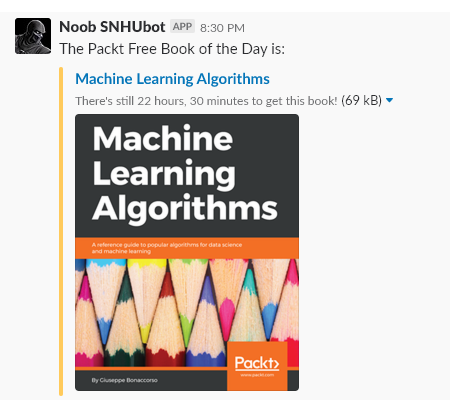 Noob SNHUbot APP 8:30 PM
The Packt Free Book of the Day is:
Machine Learning Algorithms
There's still 22 hours, 30 minutes to get this book! (69 kB)
Machine
Learning
Algorithms
A reference guide to popular algorithms for data science
and machine learning
Packt>
www.packt.com
By Giuseppe Bonaccorso